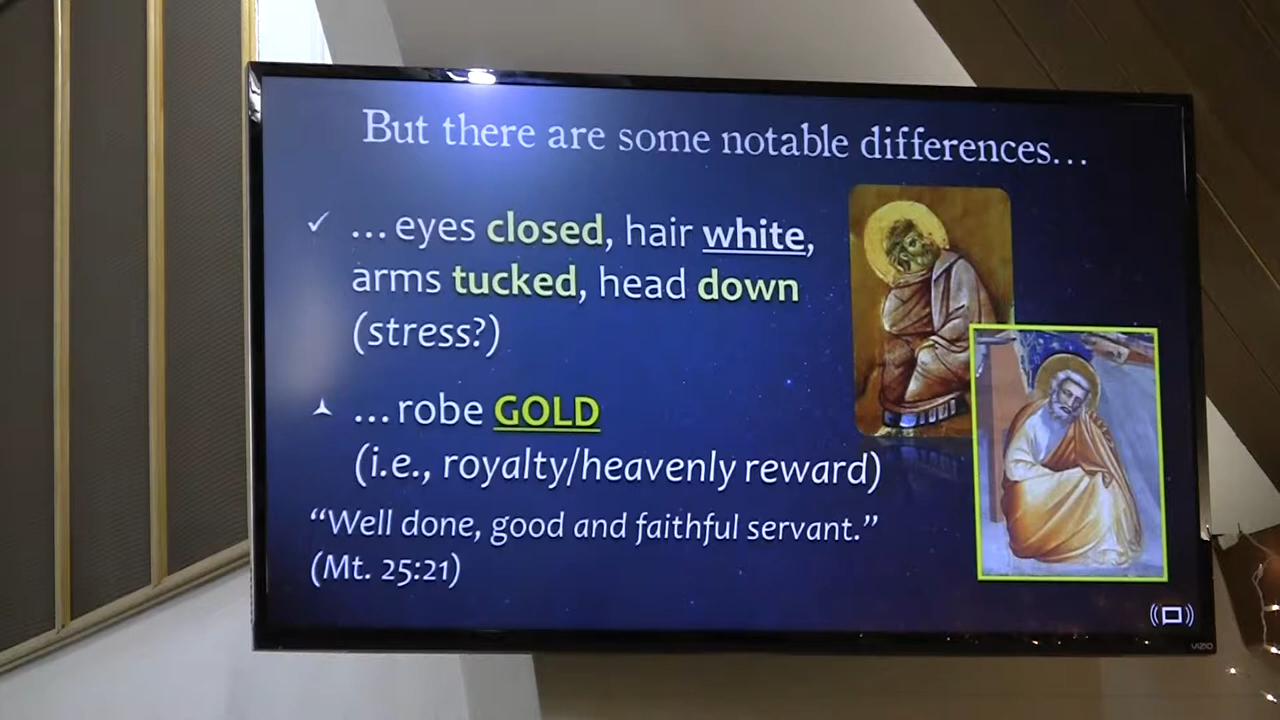 But there are some notable differences...
✓ ...eyes closed, hair white,
arms tucked, head down
(stress?)
...robe GOLD
(i.e., royalty/heavenly reward)
“Well done, good and faithful servant.”
(Mt. 25:21)
VIZIO